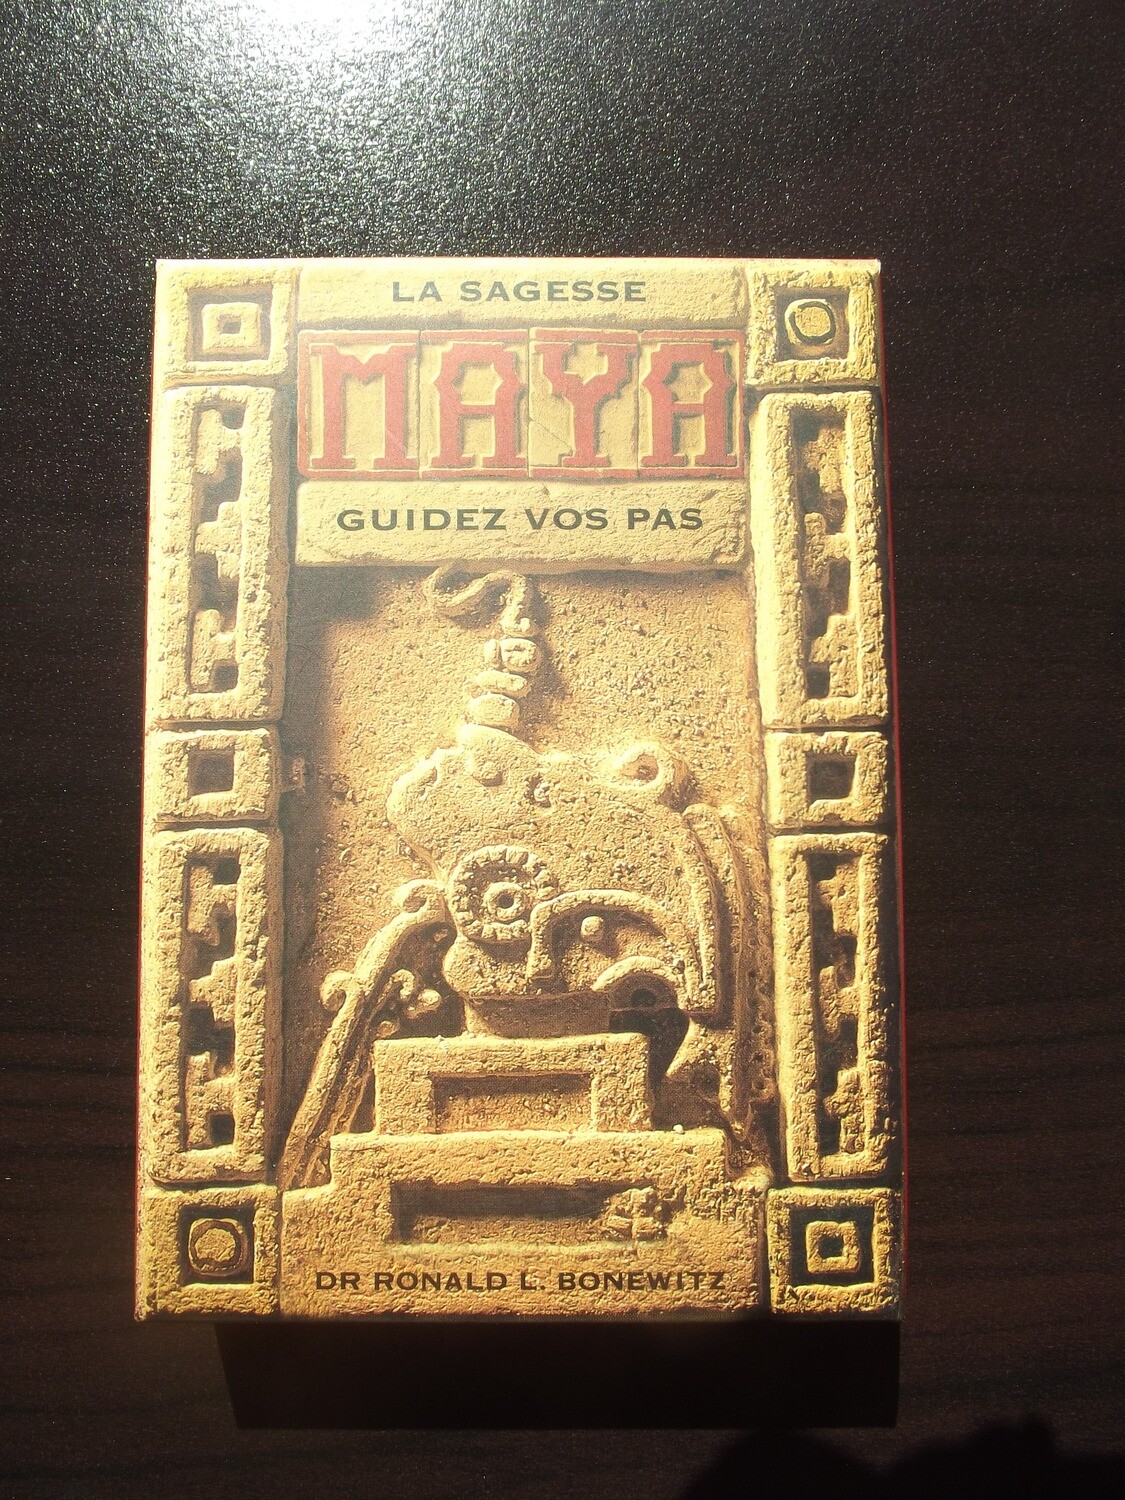 LA SAGESSE
MAYA
GUIDEZ VOS PAS
DR RONALD L. BONEWITZ